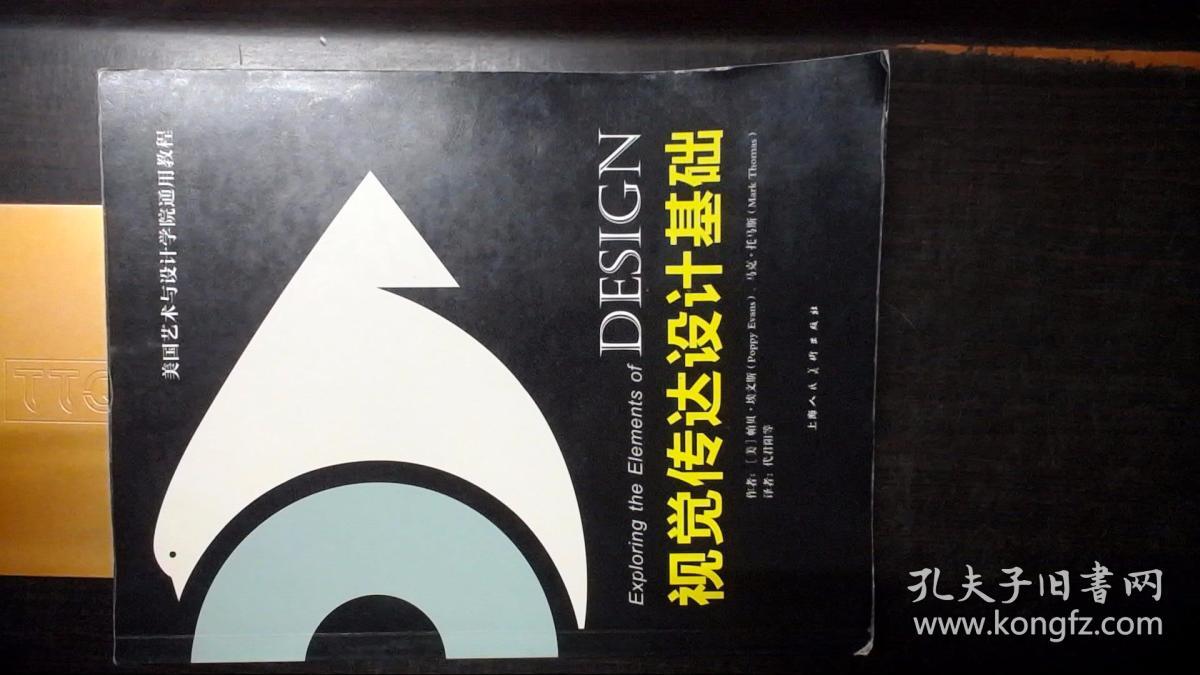 美国艺术与设计学院通用教程
Exploring the Elements of DESIGN
视觉传达设计基础
作者:［美］帕贝·埃文斯（Poppy Evans）、马克·托马斯（Mark Thomas）
译者:代君阳等
上海人民美术出版社
孔夫子旧書网
www.kongfz.com